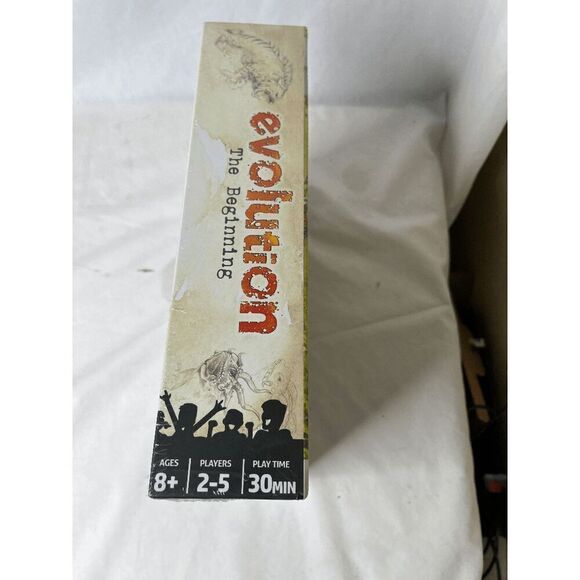 evolution
The Beginning
AGES
8+
PLAYERS
2-5
PLAY TIME
30MIN